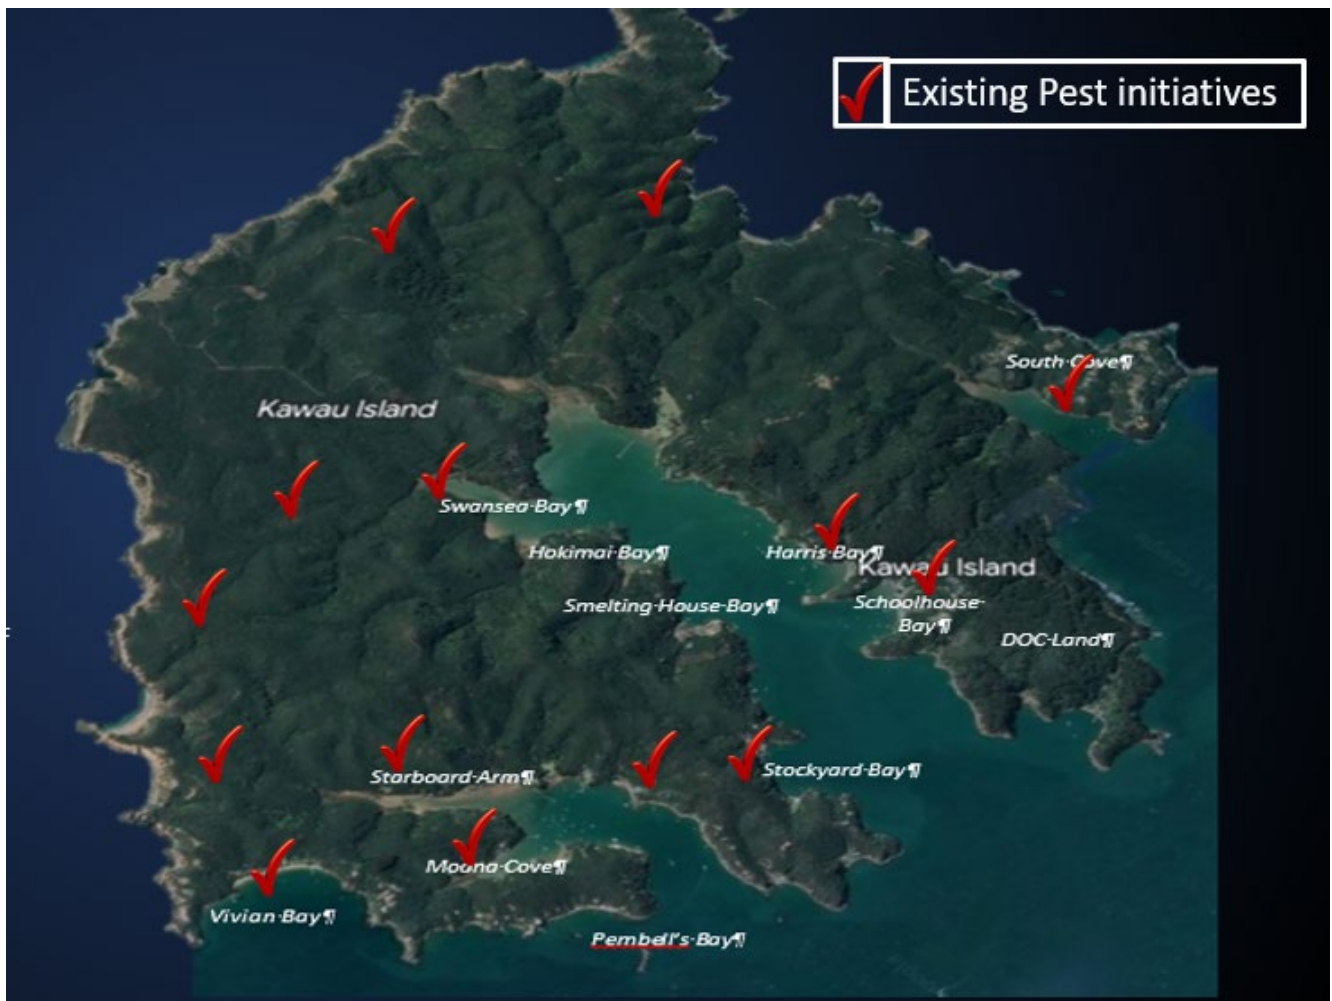 Existing Pest initiatives
South·Cove¶
Kawau Island
Swansea·Bay¶
Hokimai·Bay¶
Harris·Bay¶
Kawau Island
Smelting·House·Bay¶
Schoolhouse·
Bay¶
DOC·Land¶
Starboard·Arm¶
Stockyard·Bay¶
Moana·Cove¶
Vivian·Bay¶
Pembell's·Bay¶